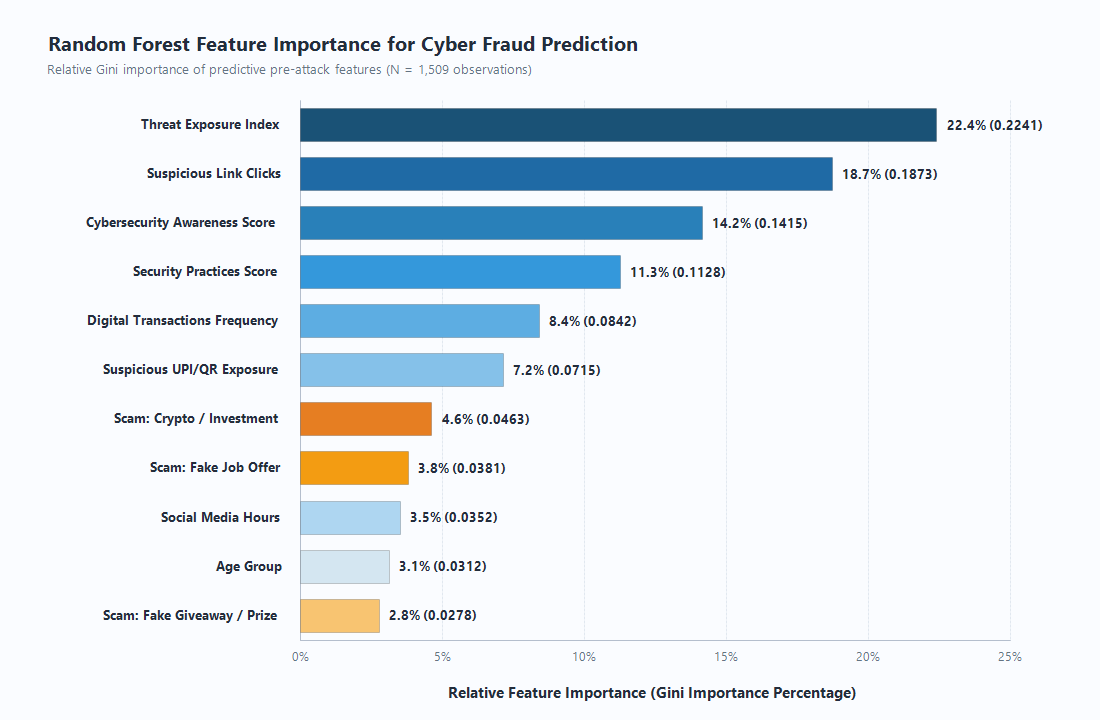 Random Forest Feature Importance for Cyber Fraud Prediction
Relative Gini importance of predictive pre-attack features (N = 1,509 observations)
Threat Exposure Index 22.4% (0.2241)
Suspicious Link Clicks 18.7% (0.1873)
Cybersecurity Awareness Score 14.2% (0.1415)
Security Practices Score 11.3% (0.1128)
Digital Transactions Frequency 8.4% (0.0842)
Suspicious UPI/QR Exposure 7.2% (0.0715)
Scam: Crypto / Investment 4.6% (0.0463)
Scam: Fake Job Offer 3.8% (0.0381)
Social Media Hours 3.5% (0.0352)
Age Group 3.1% (0.0312)
Scam: Fake Giveaway / Prize 2.8% (0.0278)
0% 5% 10% 15% 20% 25%
Relative Feature Importance (Gini Importance Percentage)